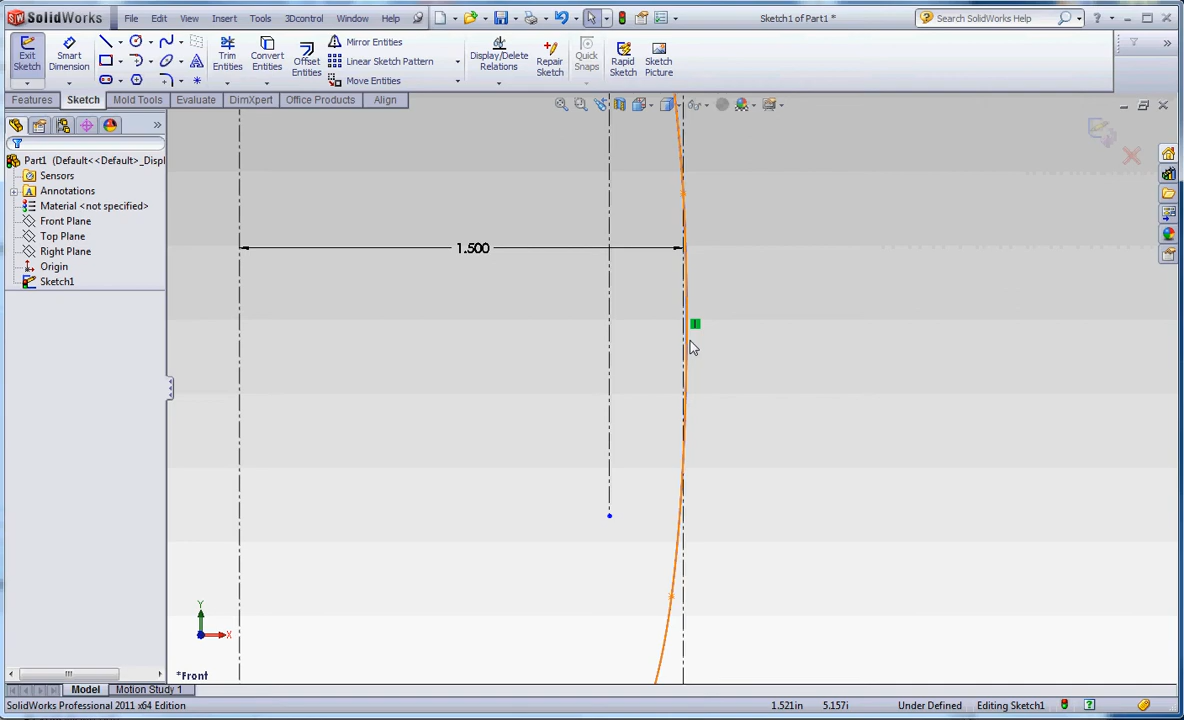 SolidWorks File Edit View Insert Tools 3Dcontrol Window Help Sketch1 of Part1 * Search SolidWorks Help
Exit Sketch
Smart Dimension
Trim Entities
Convert Entities
Offset Entities
Mirror Entities
Linear Sketch Pattern
Move Entities
Display/Delete Relations
Repair Sketch
Quick Snaps
Rapid Sketch
Sketch Picture
Features Sketch Mold Tools Evaluate DimXpert Office Products Align
Part1 (Default<<Default>_Displ
Sensors
Annotations
Material <not specified>
Front Plane
Top Plane
Right Plane
Origin
Sketch1
1.500
Y
X
*Front
Model Motion Study 1
SolidWorks Professional 2011 x64 Edition 1.521in 5.157i Under Defined Editing Sketch1